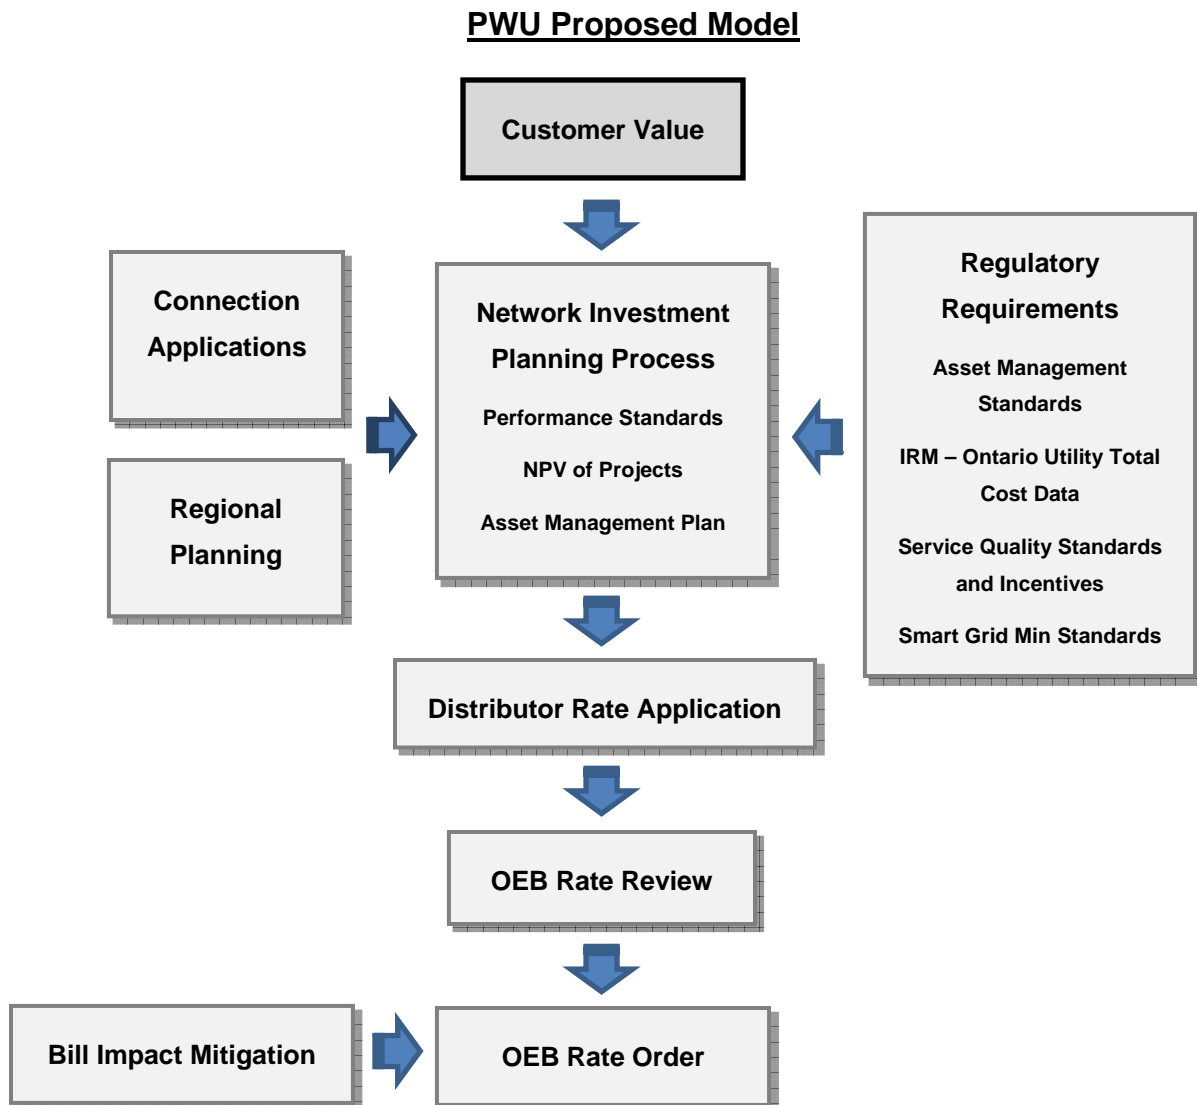 PWU Proposed Model
Customer Value
Connection
Applications
Regional
Planning
Network Investment
Planning Process
Performance Standards
NPV of Projects
Asset Management Plan
Regulatory
Requirements
Asset Management
Standards
IRM – Ontario Utility Total
Cost Data
Service Quality Standards
and Incentives
Smart Grid Min Standards
Distributor Rate Application
OEB Rate Review
Bill Impact Mitigation
OEB Rate Order